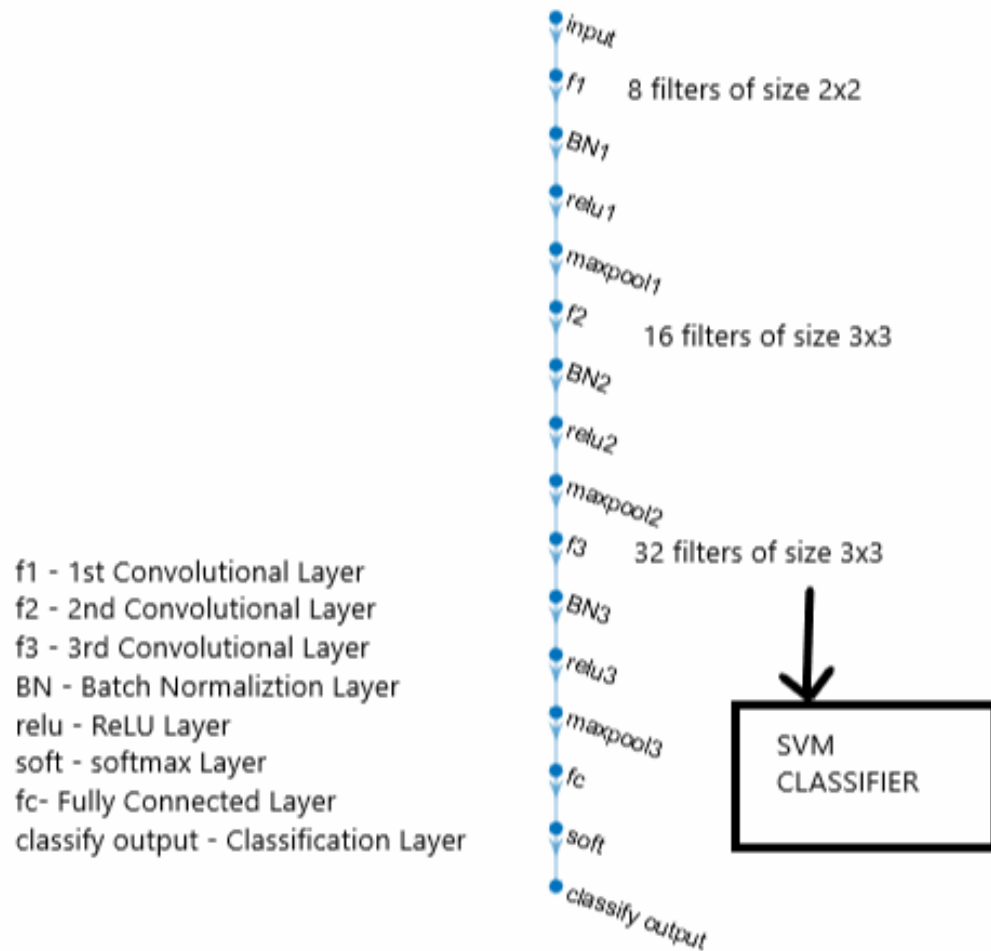 input
f1
8 filters of size 2x2
BN1
relu1
maxpool1
f2
16 filters of size 3x3
BN2
relu2
maxpool2
f3
32 filters of size 3x3
BN3
relu3
maxpool3
fc
soft
classify output
f1 - 1st Convolutional Layer
f2 - 2nd Convolutional Layer
f3 - 3rd Convolutional Layer
BN - Batch Normaliztion Layer
relu - ReLU Layer
soft - softmax Layer
fc- Fully Connected Layer
classify output - Classification Layer
SVM
CLASSIFIER